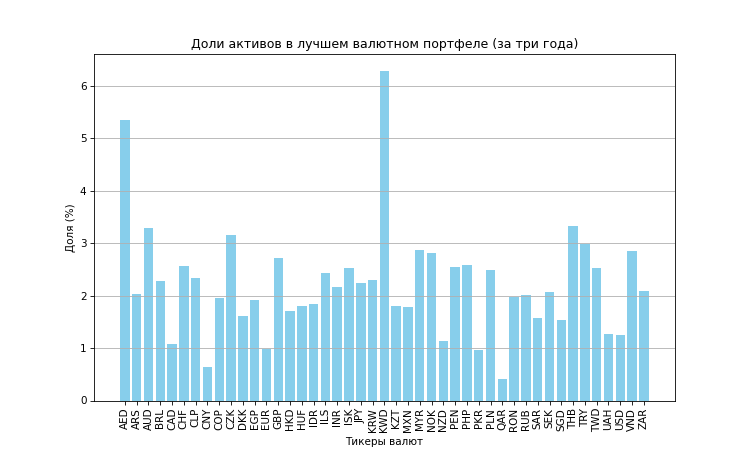 Доли активов в лучшем валютном портфеле (за три года)
Доля (%)
6
5
4
3
2
1
0
AED ARS AUD BRL CAD CHF CLP CNY COP CZK DKK EGP EUR GBP HKD HUF IDR ILS INR ISK JPY KRW KWD KZT MXN MYR NOK NZD PEN PHP PKR PLN QAR RON RUB SAR SEK SGD THB TRY TWD UAH USD VND ZAR
Тикеры валют